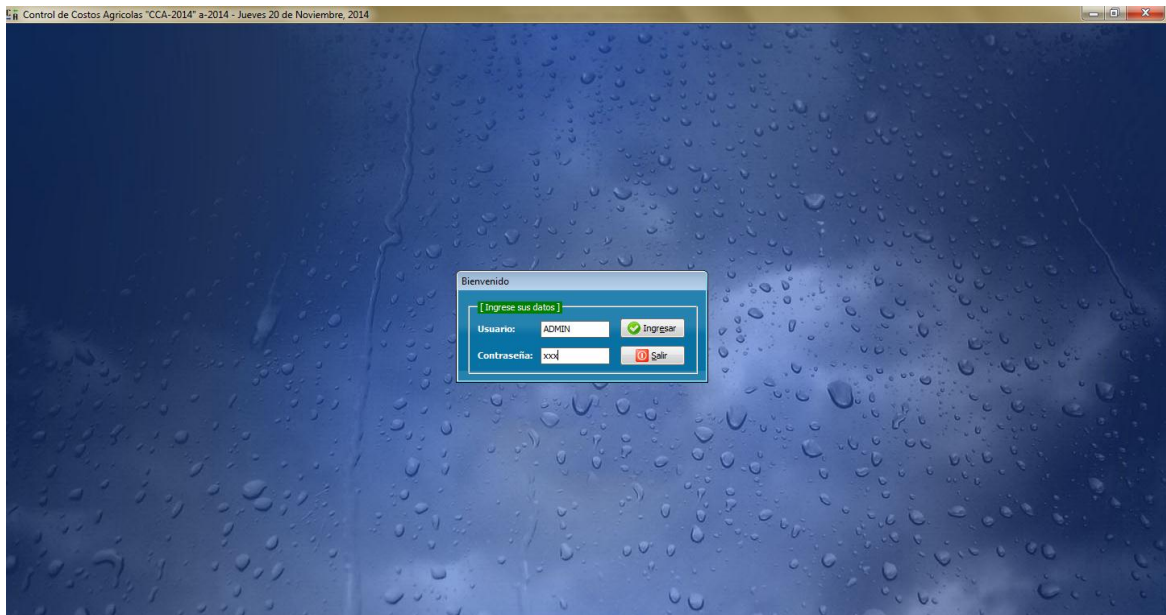 Control de Costos Agricolas "CCA-2014" a-2014 - Jueves 20 de Noviembre, 2014
Bienvenido
[ Ingrese sus datos ]
Usuario: ADMIN Ingresar
Contraseña: xxx Salir